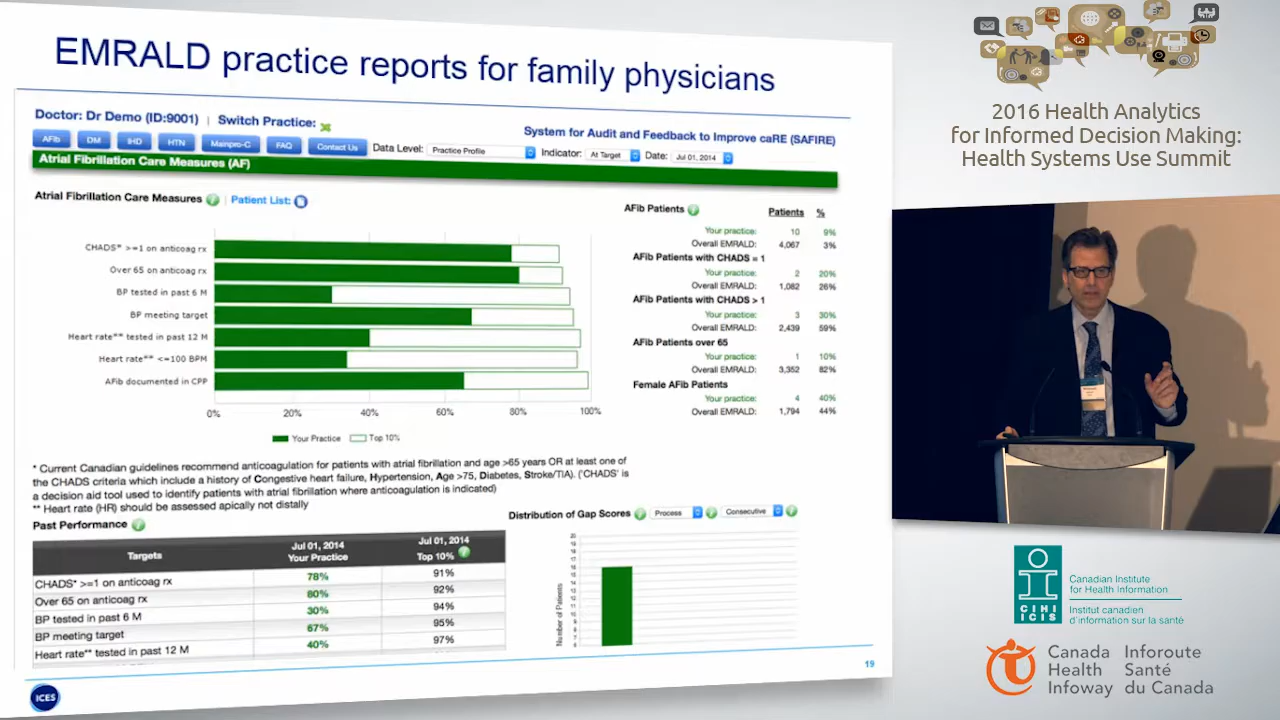 EMRALD practice reports for family physicians
Doctor: Dr Demo (ID:9001) | Switch Practice:
System for Audit and Feedback to Improve caRE (SAFIRE)
AFib DM IHD HTN Mainpro-C FAQ Contact Us Data Level: Practice Profile Indicator: At Target Date: Jul 01, 2014
Atrial Fibrillation Care Measures (AF)
Atrial Fibrillation Care Measures | Patient List:
CHADS* >=1 on anticoag rx
Over 65 on anticoag rx
BP tested in past 6 M
BP meeting target
Heart rate** tested in past 12 M
Heart rate** <=100 BPM
AFib documented in CPP
0% 20% 40% 60% 80% 100%
Your Practice Top 10%
AFib Patients Patients %
Your practice: 10 9%
Overall EMRALD: 4,067 3%
AFib Patients with CHADS = 1
Your practice: 2 20%
Overall EMRALD: 1,082 26%
AFib Patients with CHADS > 1
Your practice: 3 30%
Overall EMRALD: 2,439 59%
AFib Patients over 65
Your practice: 1 10%
Overall EMRALD: 3,352 82%
Female AFib Patients
Your practice: 4 40%
Overall EMRALD: 1,794 44%
* Current Canadian guidelines recommend anticoagulation for patients with atrial fibrillation and age >65 years OR at least one of
the CHADS criteria which include a history of Congestive heart failure, Hypertension, Age >75, Diabetes, Stroke/TIA). ('CHADS' is
a decision aid tool used to identify patients with atrial fibrillation where anticoagulation is indicated)
** Heart rate (HR) should be assessed apically not distally
Past Performance
Targets Jul 01, 2014 Your Practice Jul 01, 2014 Top 10%
CHADS* >=1 on anticoag rx 78% 91%
Over 65 on anticoag rx 80% 92%
BP tested in past 6 M 30% 94%
BP meeting target 67% 95%
Heart rate** tested in past 12 M 40% 97%
Distribution of Gap Scores Process Consecutive
Number of Patients
19
ICES
2016 Health Analytics
for Informed Decision Making:
Health Systems Use Summit
CIHI
ICIS
Canadian Institute
for Health Information
Institut canadien
d'information sur la santé
Canada Inforoute
Health Santé
Infoway du Canada